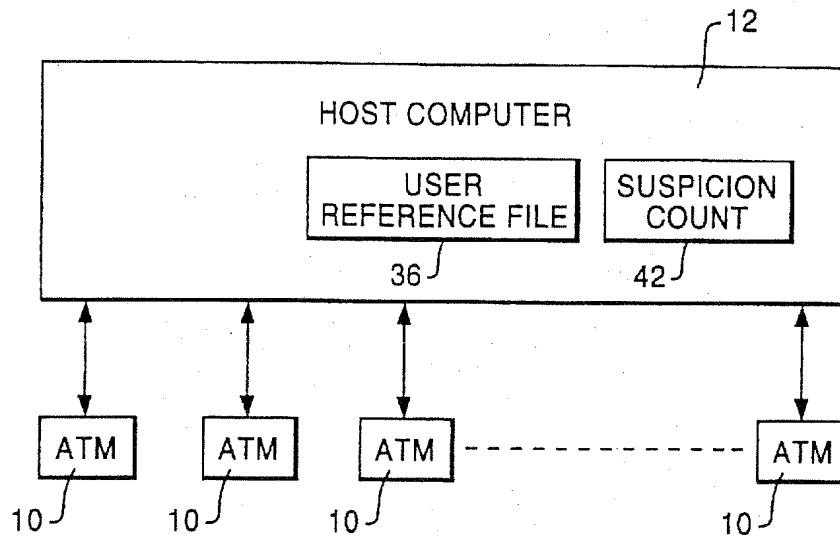 12
HOST COMPUTER
USER
REFERENCE FILE
SUSPICION
COUNT
36
42
ATM
ATM
ATM
ATM
10
10
10
10